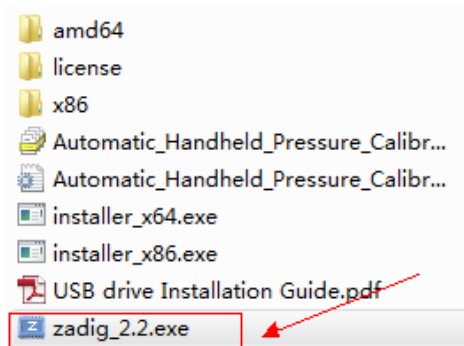 amd64
license
x86
Automatic_Handheld_Pressure_Calibr...
Automatic_Handheld_Pressure_Calibr...
installer_x64.exe
installer_x86.exe
USB drive Installation Guide.pdf
zadig_2.2.exe